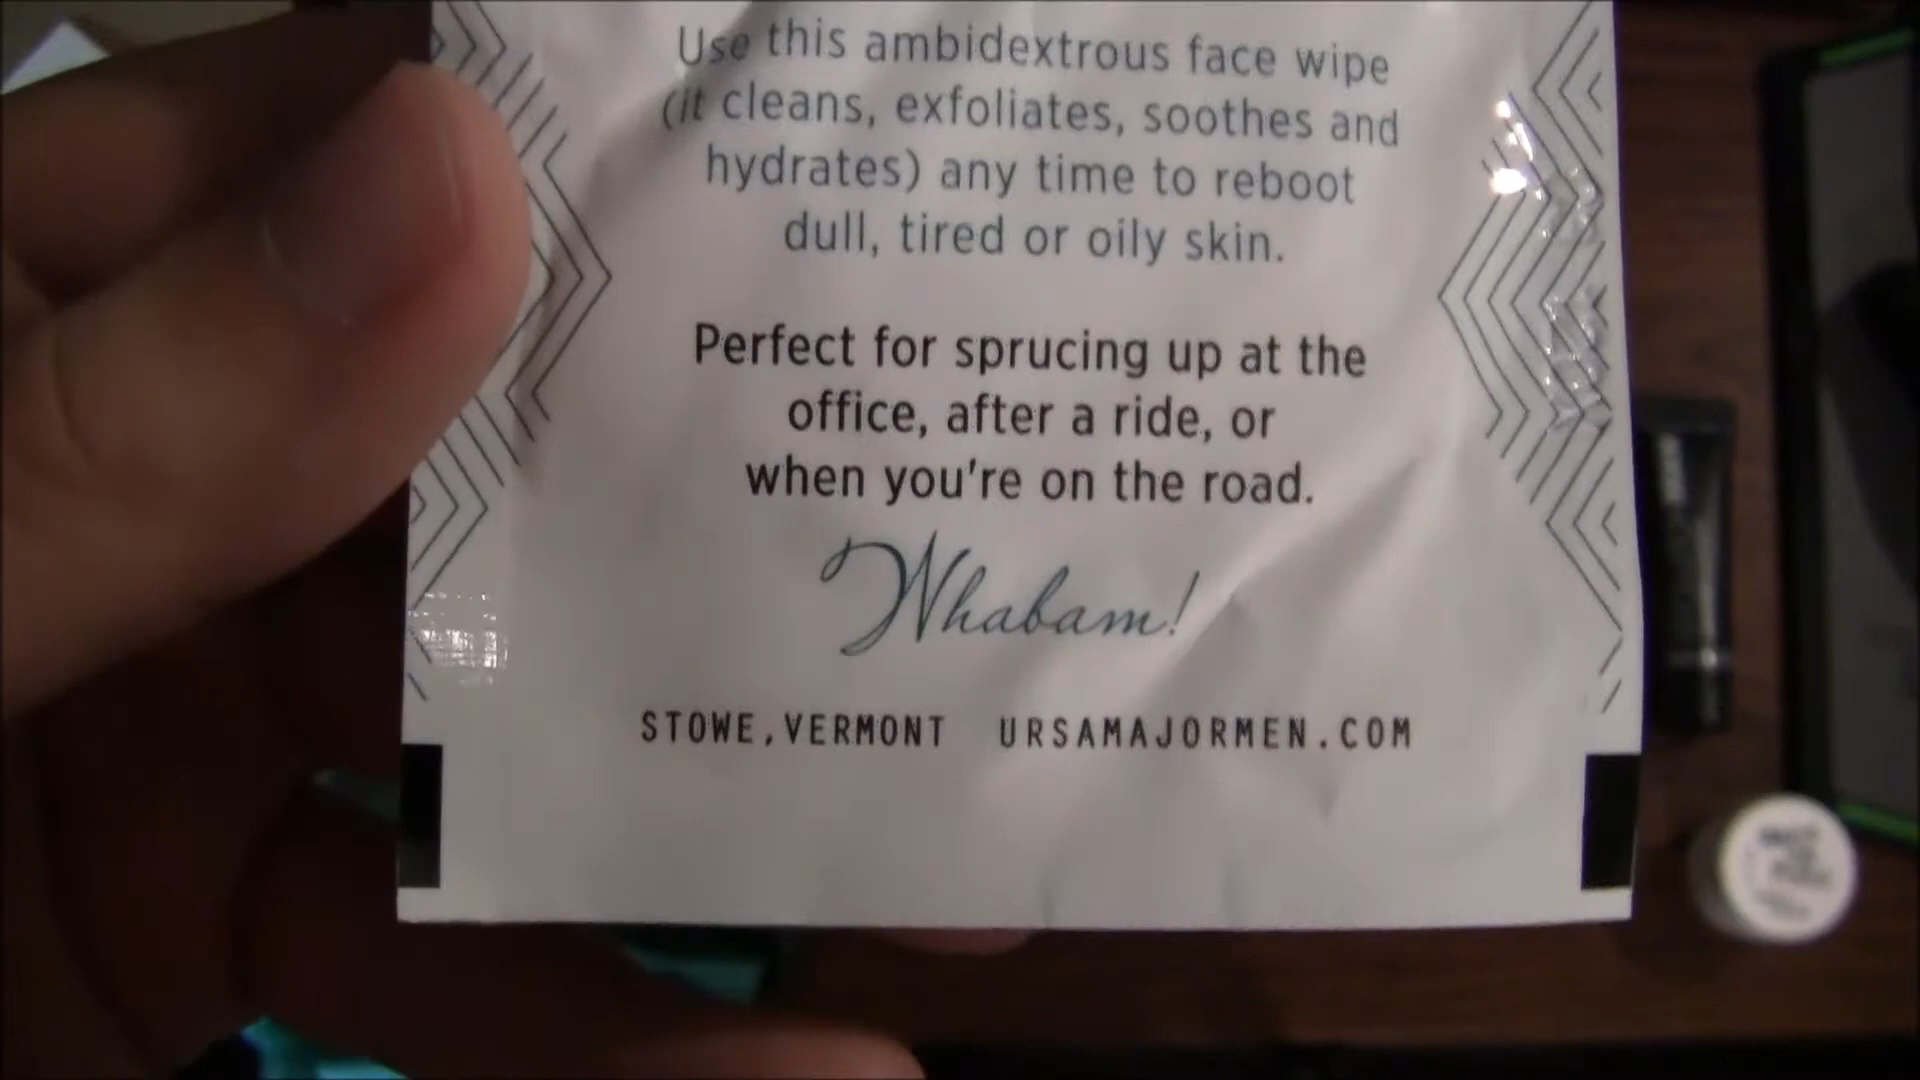 Use this ambidextrous face wipe
(it cleans, exfoliates, soothes and
hydrates) any time to reboot
dull, tired or oily skin.
Perfect for sprucing up at the
office, after a ride, or
when you're on the road.
Whabam!
STOWE, VERMONT URSAMAJORMEN.COM